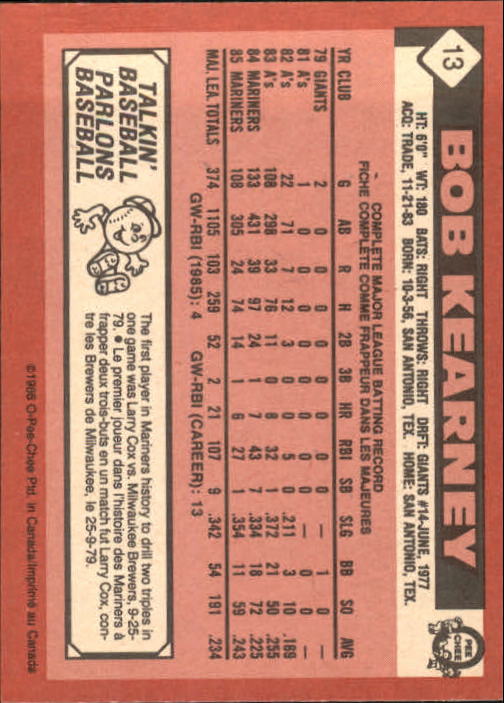 13
BOB KEARNEY
PEE
CHEE
HT: 6'0" WT: 180 BATS: RIGHT THROWS: RIGHT DRFT: GIANTS #14-JUNE, 1977
ACQ: TRADE, 11-21-83 BORN: 10-3-56, SAN ANTONIO, TEX. HOME: SAN ANTONIO, TEX.
COMPLETE MAJOR LEAGUE BATTING RECORD
FICHE COMPLÈTE COMME FRAPPEUR DANS LES MAJEURES
YR CLUB G AB R H 2B 3B HR RBI SB SLG BB SO AVG
79 GIANTS 2 0 0 0 0 0 0 0 0 — 1 0 —
81 A's 1 0 0 0 0 0 0 0 0 — 0 0 —
82 A's 22 71 7 12 3 0 0 5 0 .211 3 10 .169
83 A's 108 298 33 76 11 0 8 32 1 .372 21 50 .255
84 MARINERS 133 431 39 97 24 1 7 43 7 .334 18 72 .225
85 MARINERS 108 305 24 74 14 1 6 27 1 .354 11 59 .243
MAJ. LEA. TOTALS 374 1105 103 259 52 2 21 107 9 .342 54 191 .234
GW-RBI (1985): 4 GW-RBI (CAREER): 13
TALKIN'
BASEBALL
PARLONS
BASEBALL
The first player in Mariners history to drill two triples in
one game was Larry Cox vs. Milwaukee Brewers, 9-25-
79. ● Le premier joueur dans l'histoire des Mariners à
frapper deux trois-buts en un match fut Larry Cox, con-
tre les Brewers de Milwaukee, le 25-9-79.
©1986 O-Pee-Chee Ptd. in Canada/Imprimé au Canada